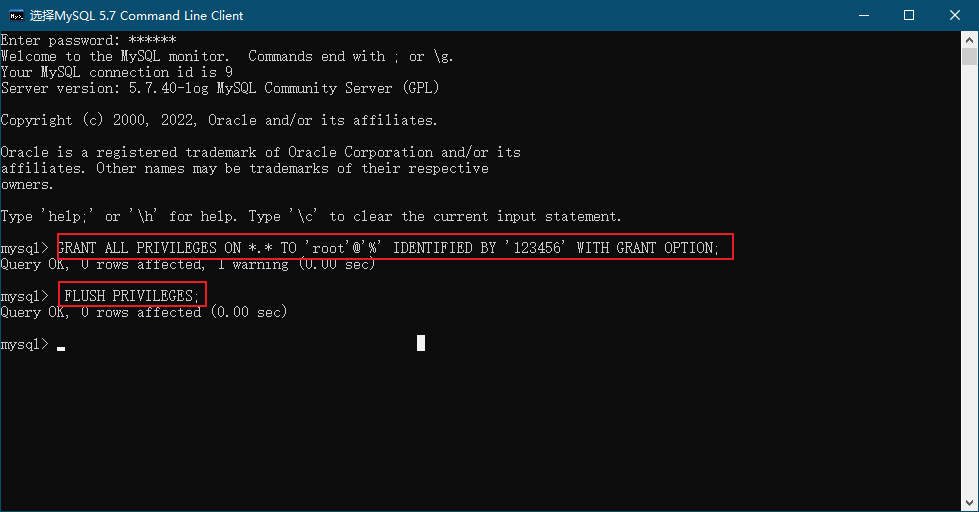 选择MySQL 5.7 Command Line Client
Enter password: ******
Welcome to the MySQL monitor.  Commands end with ; or \g.
Your MySQL connection id is 9
Server version: 5.7.40-log MySQL Community Server (GPL)
Copyright (c) 2000, 2022, Oracle and/or its affiliates.
Oracle is a registered trademark of Oracle Corporation and/or its
affiliates. Other names may be trademarks of their respective
owners.
Type 'help;' or '\h' for help. Type '\c' to clear the current input statement.
mysql> GRANT ALL PRIVILEGES ON *.* TO 'root'@'%' IDENTIFIED BY '123456' WITH GRANT OPTION;
Query OK, 0 rows affected, 1 warning (0.00 sec)
mysql>  FLUSH PRIVILEGES;
Query OK, 0 rows affected (0.00 sec)
mysql>